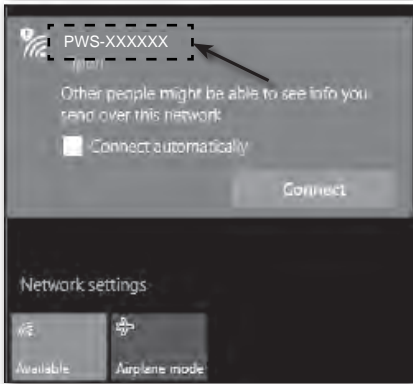 PWS-XXXXXX
Open
Other people might be able to see info you
send over this network
Connect automatically
Connect
Network settings
Available
Airplane mode